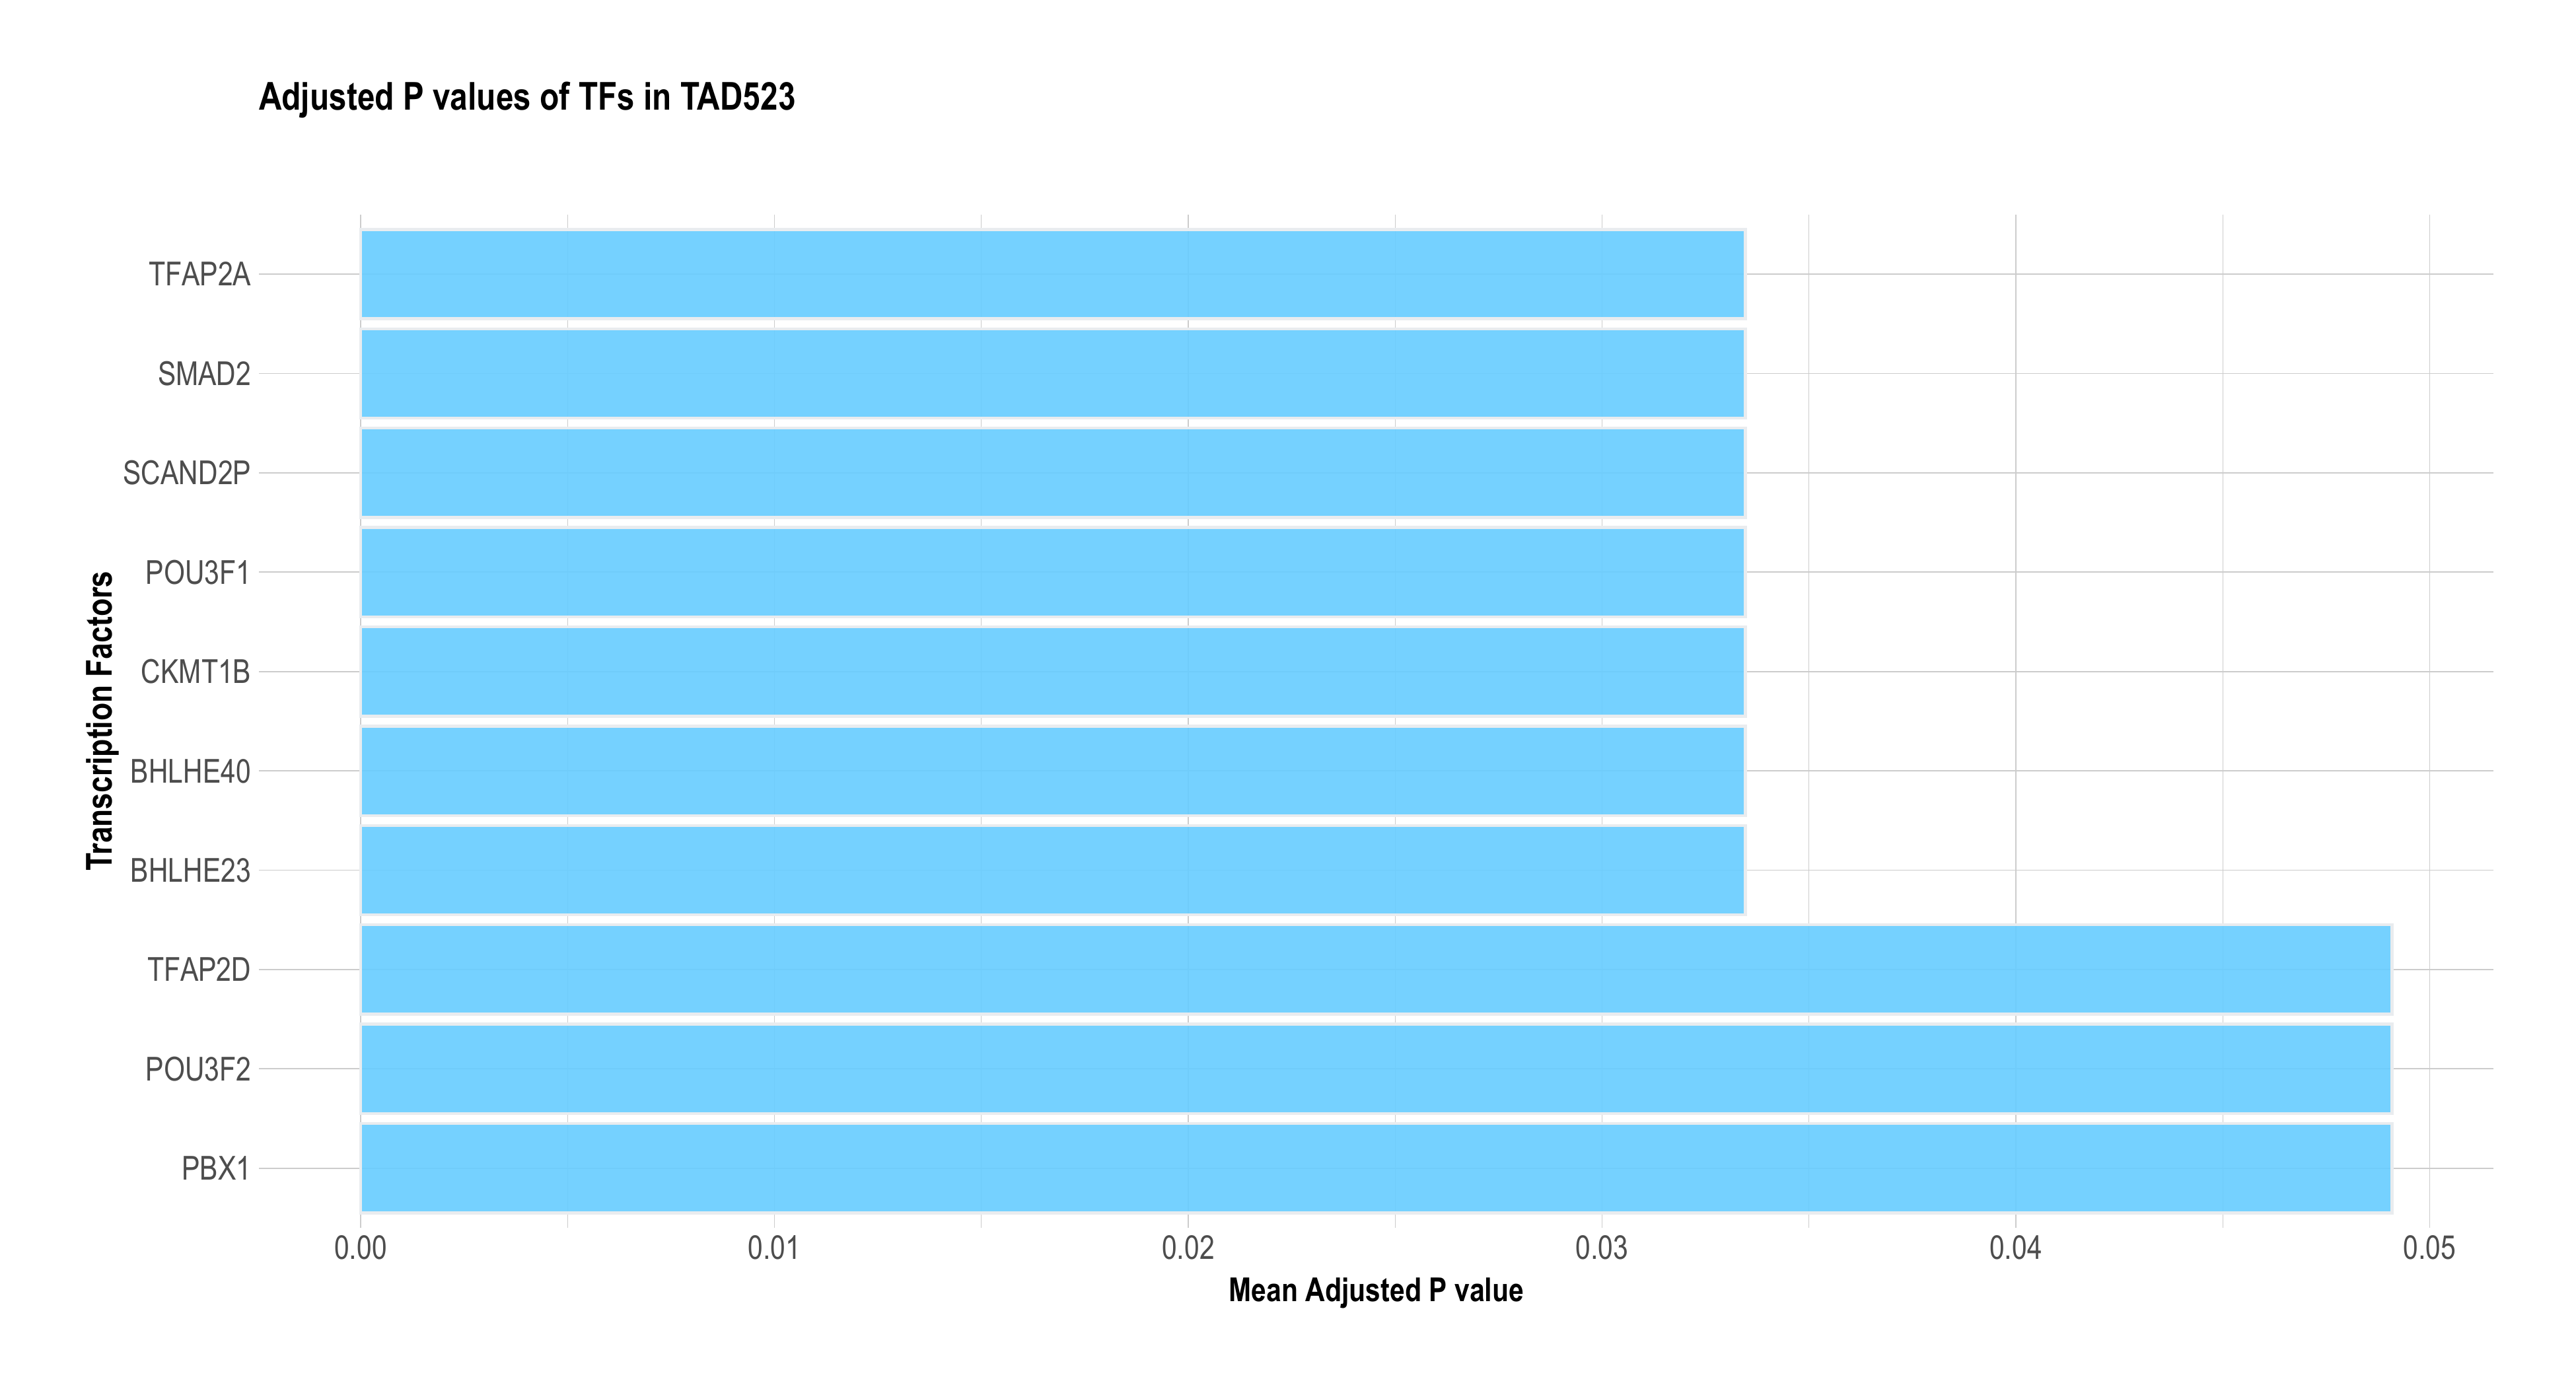 Adjusted P values of TFs in TAD523
Transcription Factors
TFAP2A
SMAD2
SCAND2P
POU3F1
CKMT1B
BHLHE40
BHLHE23
TFAP2D
POU3F2
PBX1
0.00 0.01 0.02 0.03 0.04 0.05
Mean Adjusted P value